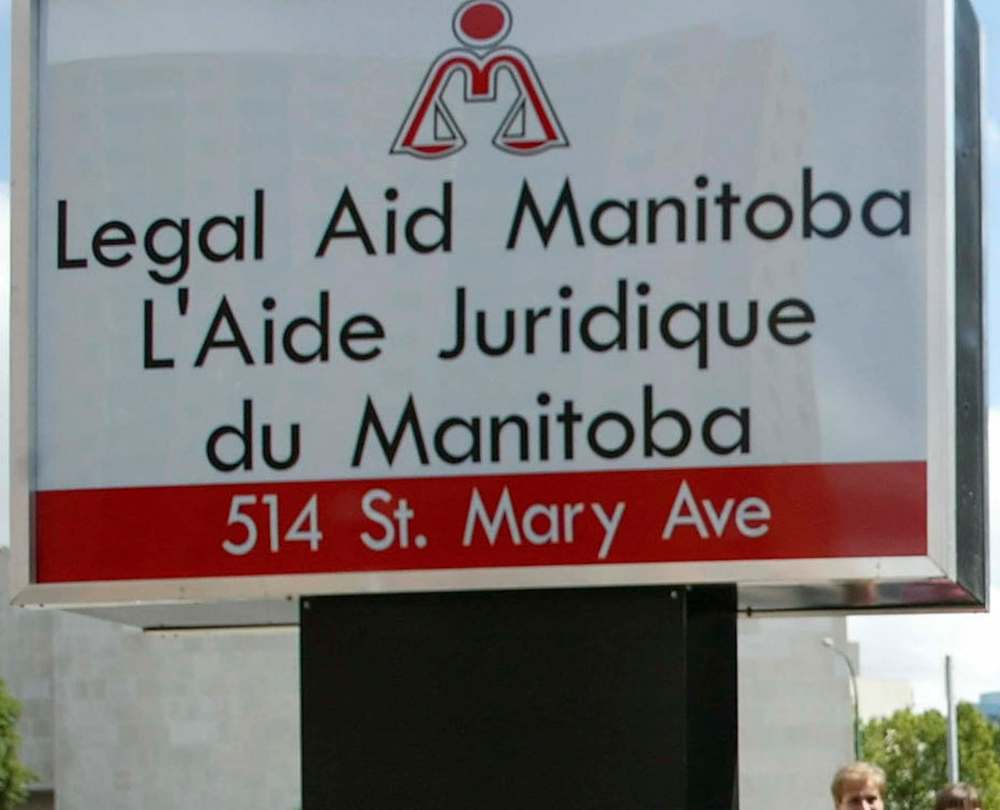 Legal Aid Manitoba
L'Aide Juridique
du Manitoba
514 St. Mary Ave